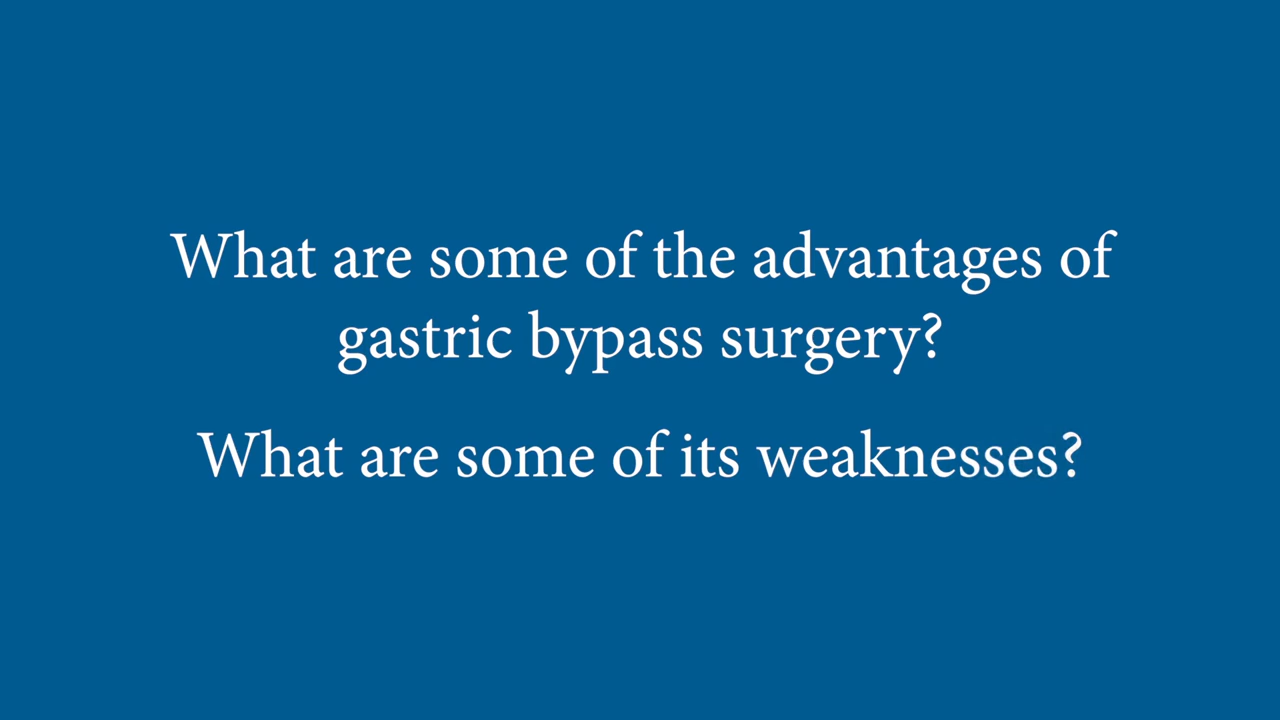 What are some of the advantages of
gastric bypass surgery?
What are some of its weaknesses?